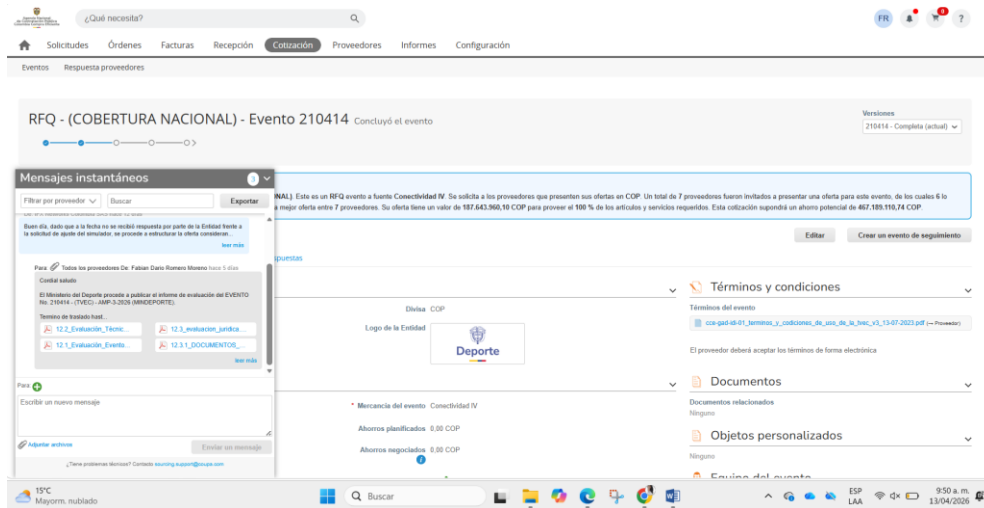 ¿Qué necesita?
FR
8
?
Solicitudes Órdenes Facturas Recepción Cotización Proveedores Informes Configuración
Eventos Respuesta proveedores
RFQ - (COBERTURA NACIONAL) - Evento 210414 Concluyó el evento
Versiones
210414 - Completa (actual)
Mensajes instantáneos
Filtrar por proveedor
Buscar
Exportar
Buen día, dado que a la fecha no se recibió respuesta por parte de la Entidad frente a
la solicitud de ajuste del simulador, se procede a estructurar la oferta consideran...
leer más
Para: Todos los proveedores De: Fabian Dario Romero Moreno hace 5 días
Cordial saludo
El Ministerio del Deporte procede a publicar el informe de evaluación del EVENTO
No. 210414 - (TVEC) - AMP-3-2026 (MINDEPORTE).
Termino de traslado hast...
12.2_Evaluación_Técnic... 12.3_evaluacion_juridica...
12.1_Evaluación_Evento... 12.3.1_DOCUMENTOS_...
leer más
Para:
Escribir un nuevo mensaje
Adjuntar archivos
Enviar un mensaje
¿Tiene problemas técnicos? Contacto sourcing.support@coupa.com
NAL). Este es un RFQ evento a fuente Conectividad IV. Se solicita a los proveedores que presenten sus ofertas en COP. Un total de 7 proveedores fueron invitados a presentar una oferta para este evento, de los cuales 6 lo
a mejor oferta entre 7 proveedores. Su oferta tiene un valor de 187.643.960,10 COP para proveer el 100 % de los artículos y servicios requeridos. Esta cotización supondrá un ahorro potencial de 467.189.110,74 COP.
Editar
Crear un evento de seguimiento
puestas
Divisa COP
Logo de la Entidad
Deporte
* Mercancía del evento Conectividad IV
Ahorros planificados 0,00 COP
Ahorros negociados 0,00 COP
Términos y condiciones
Términos del evento
cce-gad-idi-01_terminos_y_codiciones_de_uso_de_la_tvec_v3_13-07-2023.pdf (→ Proveedor)
El proveedor deberá aceptar los términos de forma electrónica
Documentos
Documentos relacionados
Ninguno
Objetos personalizados
Ninguno
Equipo del evento
15°C
Mayorm. nublado
Buscar
ESP
LAA
9:50 a. m.
13/04/2026